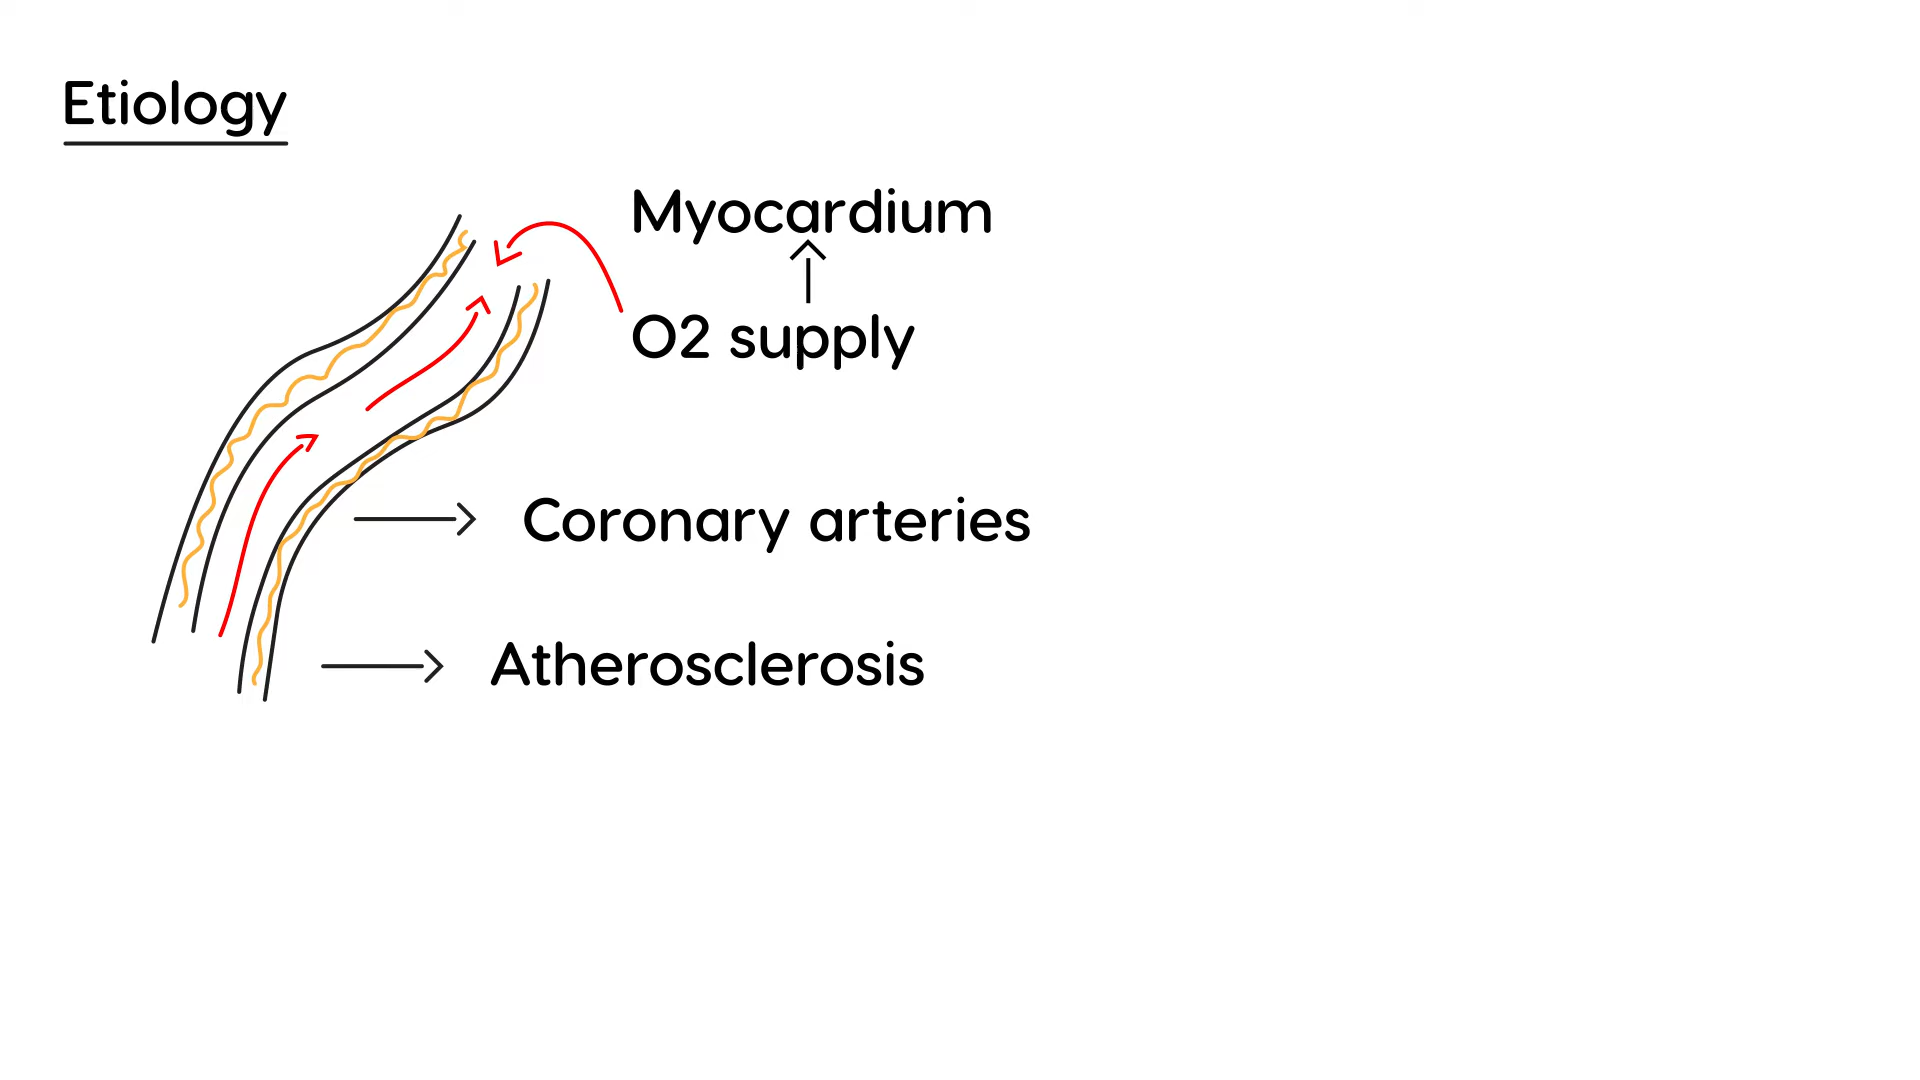 Etiology
Myocardium
O2 supply
Coronary arteries
Atherosclerosis